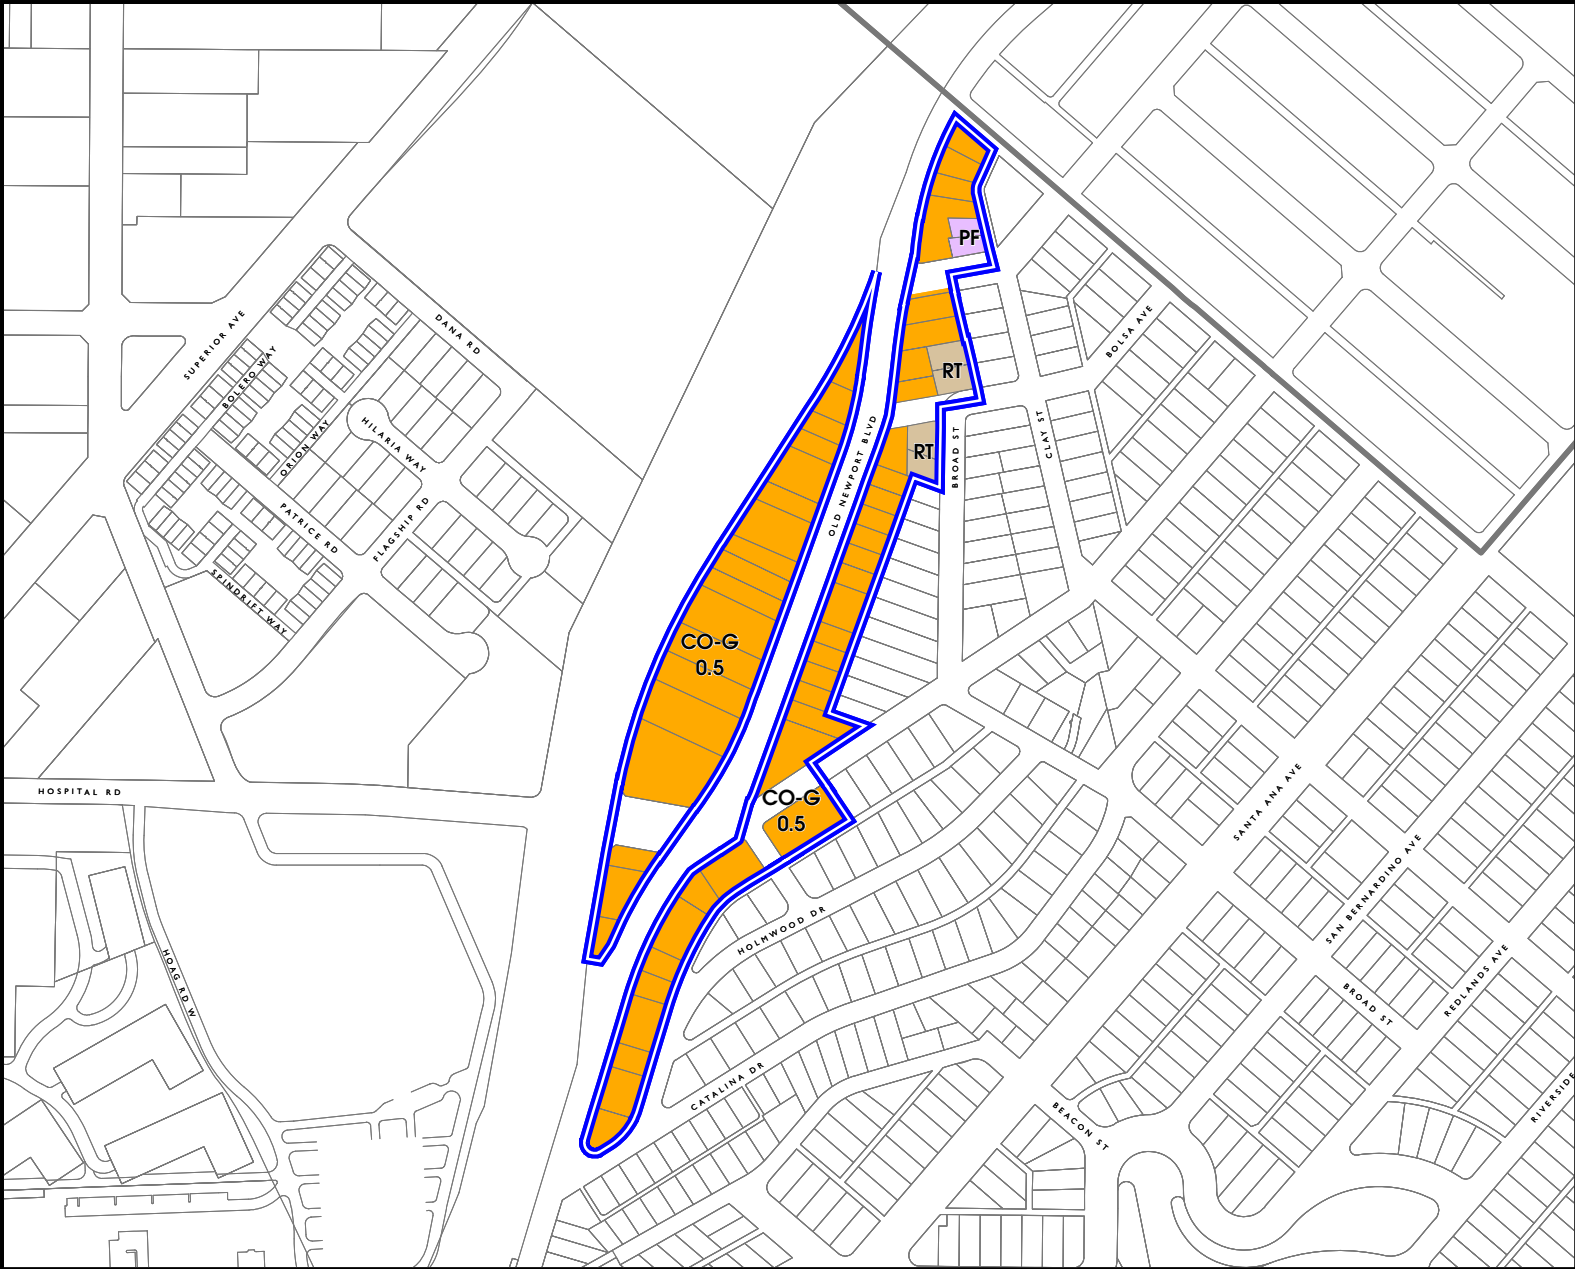 PF
SUPERIOR AVE
DANA RD
BOLSA AVE
BOLERO WAY
RT
HILARIA WAY
ORION WAY
OLD NEWPORT BLVD
CLAY ST
RT
BROAD ST
PATRICE RD
FLAGSHIP RD
SPINDRIFT WAY
CO-G
0.5
HOSPITAL RD
CO-G
0.5
SANTA ANA AVE
SAN BERNARDINO AVE
HOLMWOOD DR
HOAG RD W
REDLANDS AVE
BROAD ST
CATALINA DR
RIVERSIDE
BEACON ST